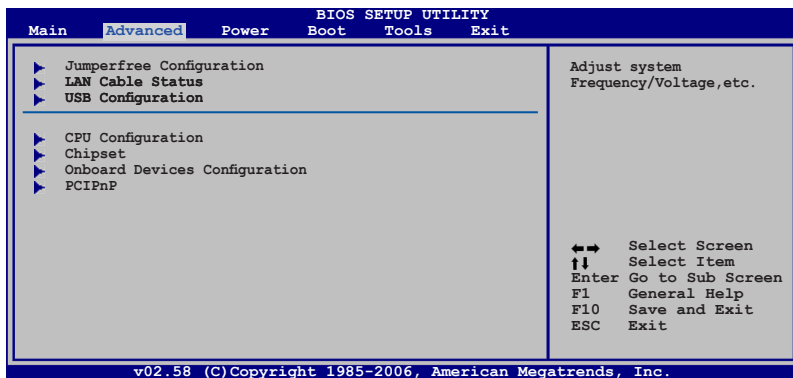 BIOS SETUP UTILITY
Main Advanced Power Boot Tools Exit
Jumperfree Configuration
LAN Cable Status
USB Configuration
CPU Configuration
Chipset
Onboard Devices Configuration
PCIPnP
Adjust system
Frequency/Voltage,etc.
←→ Select Screen
↑↓ Select Item
Enter Go to Sub Screen
F1 General Help
F10 Save and Exit
ESC Exit
v02.58 (C)Copyright 1985-2006, American Megatrends, Inc.